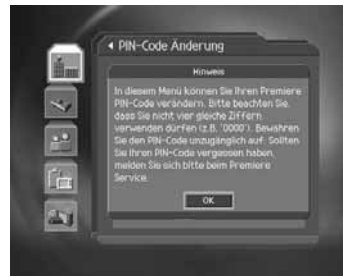 PIN-Code Änderung
Hinweis
In diesem Menü können Sie Ihren Premiere
PIN-Code verändern. Bitte beachten Sie,
dass Sie nicht vier gleiche Ziffern
verwenden dürfen (z.B. '0000'). Bewahren
Sie den PIN-Code unzugänglich auf. Sollten
Sie Ihren PIN-Code vergessen haben,
melden Sie sich bitte beim Premiere
Service.
OK